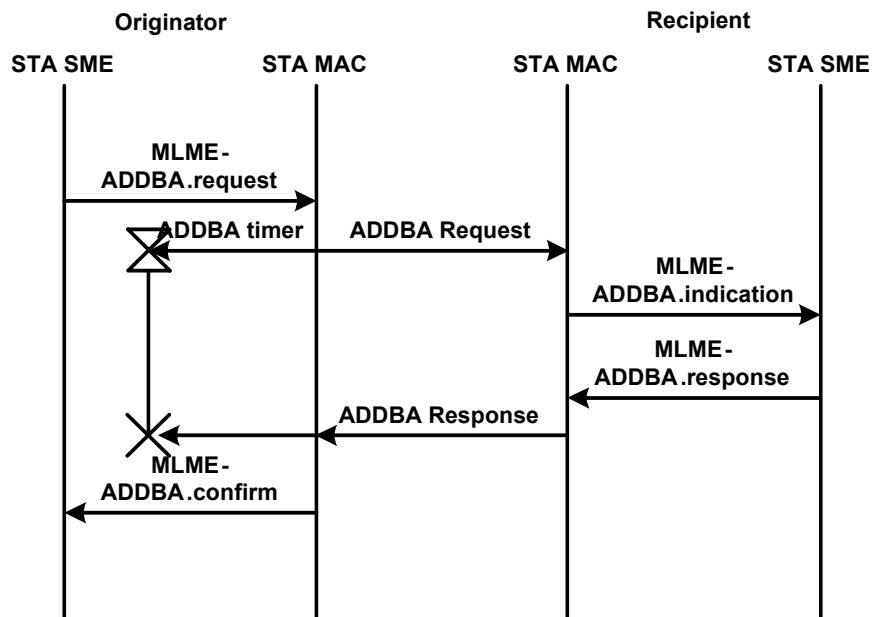 Originator
Recipient
STA SME
STA MAC
STA MAC
STA SME
MLME-
ADDBA.request
ADDBA timer
ADDBA Request
MLME-
ADDBA.indication
MLME-
ADDBA.response
ADDBA Response
MLME-
ADDBA.confirm